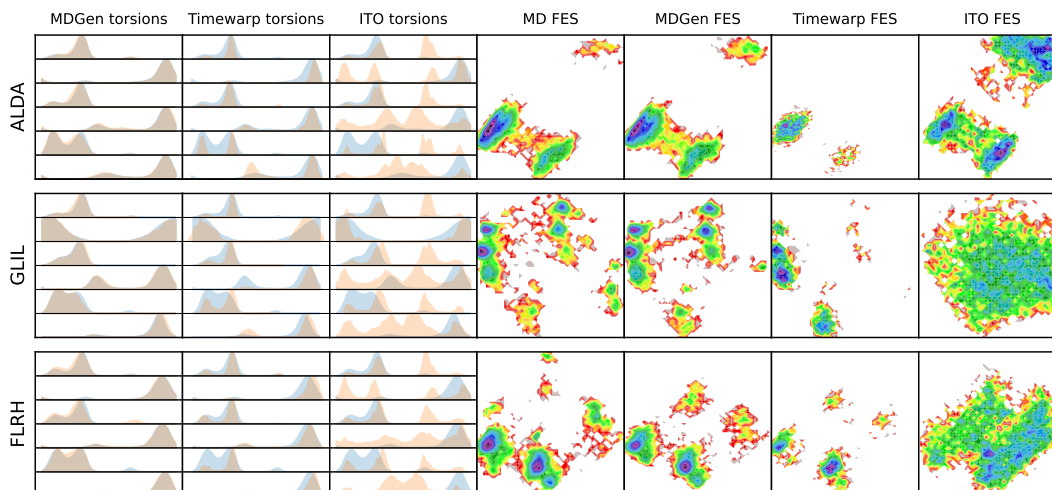 MDGen torsions Timewarp torsions ITO torsions MD FES MDGen FES Timewarp FES ITO FES
ALDA
GLIL
FLRH